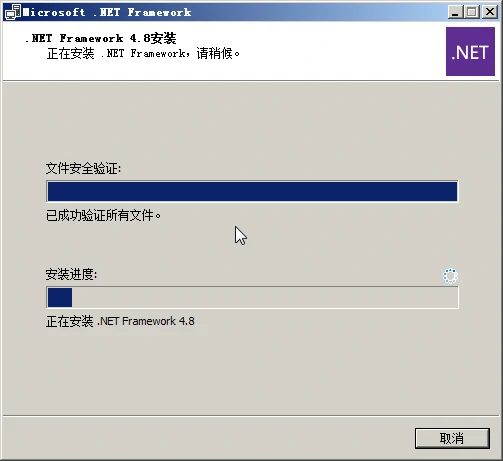 Microsoft .NET Framework
.NET Framework 4.8安装
正在安装 .NET Framework，请稍候。
.NET
文件安全验证:
已成功验证所有文件。
安装进度:
正在安装 .NET Framework 4.8
取消